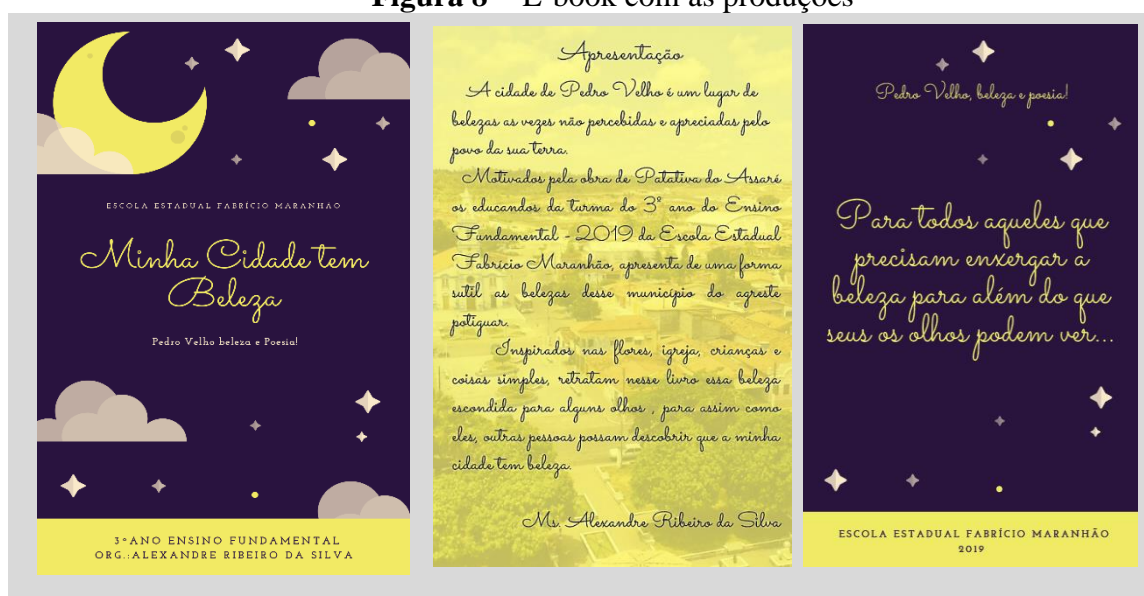 Figura 8 – E-book com as produções
ESCOLA ESTADUAL FABRÍCIO MARANHÃO
Minha Cidade tem
Beleza
Pedro Velho beleza e Poesia!
3ºANO ENSINO FUNDAMENTAL
ORG.:ALEXANDRE RIBEIRO DA SILVA
Apresentação
A cidade de Pedro Velho é um lugar de
belezas as vezes não percebidas e apreciadas pelo
povo da sua terra.
Motivados pela obra de Patativa do Assaré
os educandos da turma do 3º ano do Ensino
Fundamental - 2019 da Escola Estadual
Fabrício Maranhão, apresenta de uma forma
sutil as belezas desse município do agreste
potiguar.
Inspirados nas flores, igreja, crianças e
coisas simples, retratam nesse livro essa beleza
escondida para alguns olhos , para assim como
eles, outras pessoas possam descobrir que a minha
cidade tem beleza.
Ms. Alexandre Ribeiro da Silva
Pedro Velho, beleza e poesia!
Para todos aqueles que
precisam enxergar a
beleza para além do que
seus os olhos podem ver...
ESCOLA ESTADUAL FABRÍCIO MARANHÃO
2019